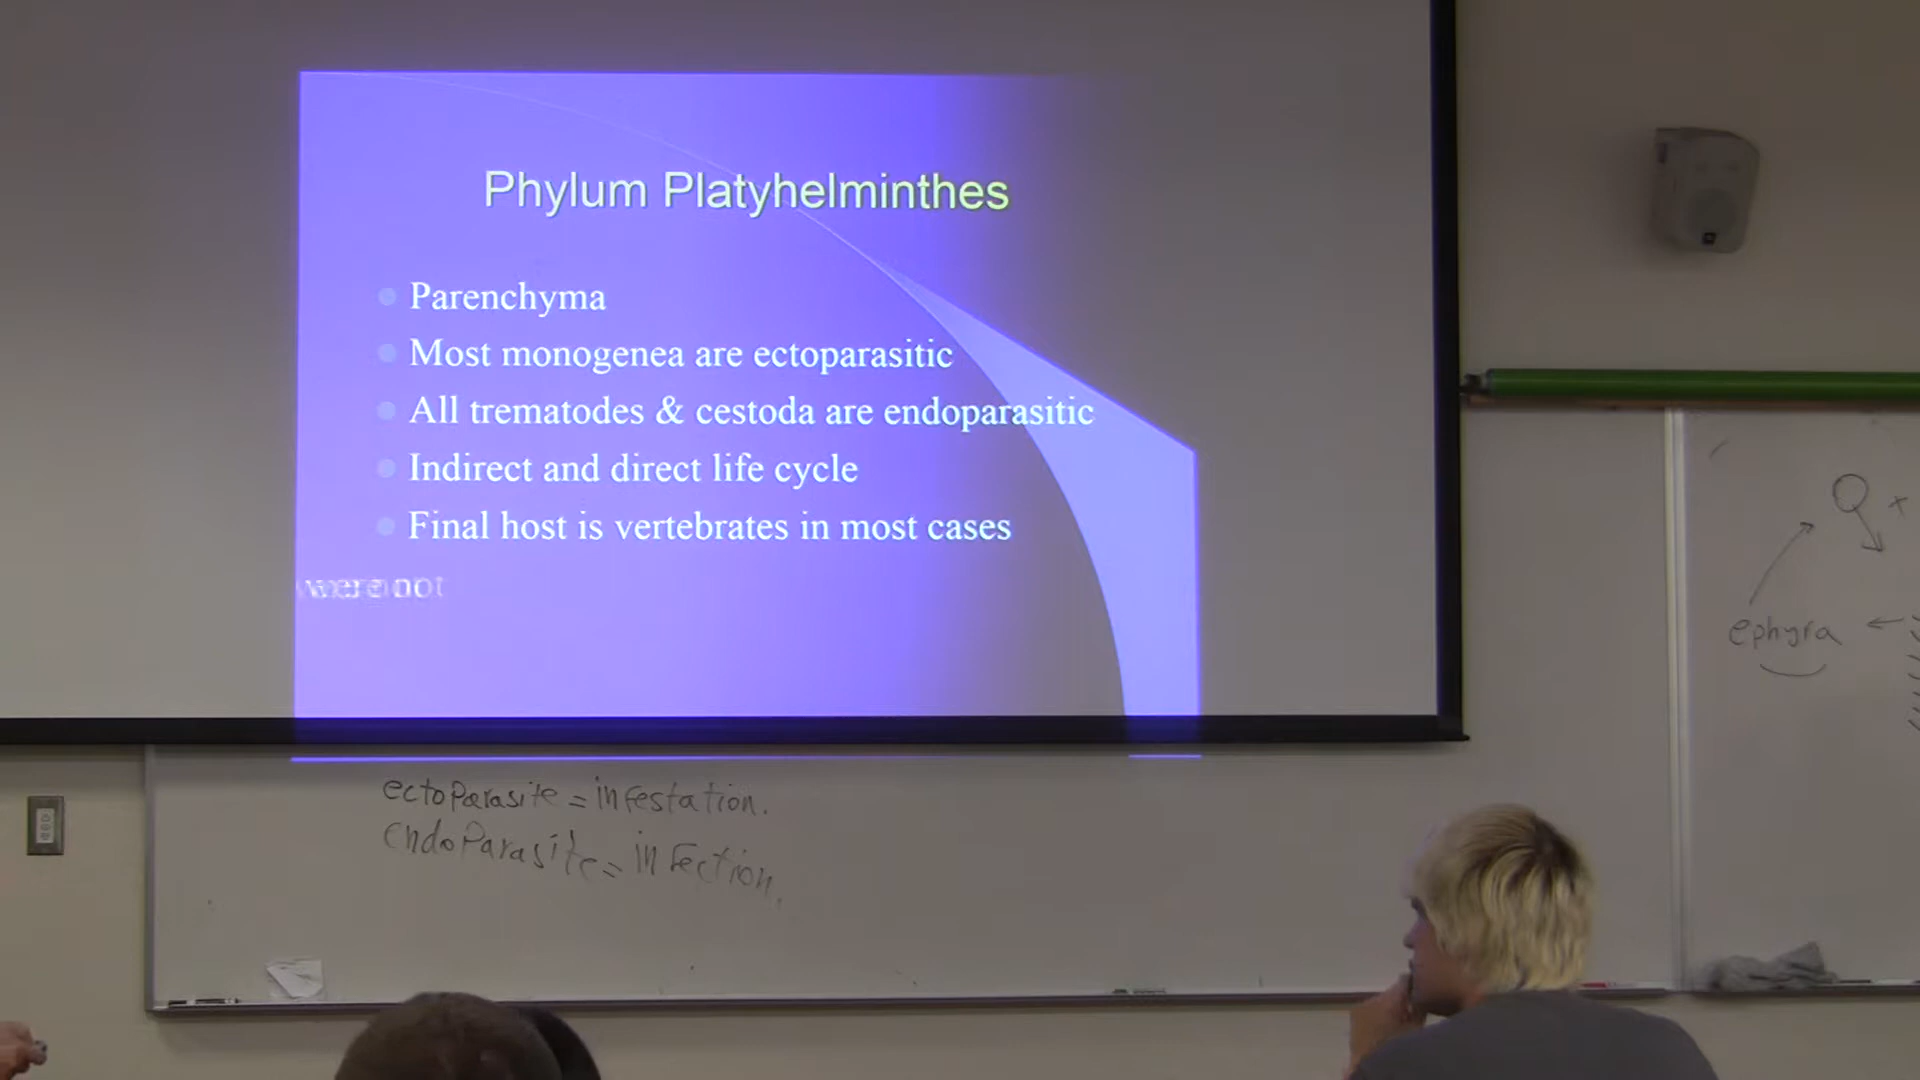 Phylum Platyhelminthes
Parenchyma
Most monogenea are ectoparasitic
All trematodes & cestoda are endoparasitic
Indirect and direct life cycle
Final host is vertebrates in most cases
were not
ectoparasite = infestation.
endoparasite = infection.
ephyra